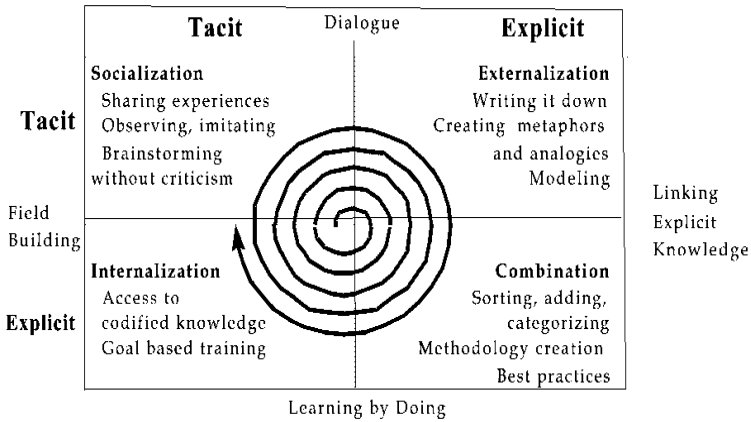 Tacit
Dialogue
Explicit
Tacit
Socialization
Sharing experiences
Observing, imitating
Brainstorming
without criticism
Externalization
Writing it down
Creating metaphors
and analogies
Modeling
Field
Building
Linking
Explicit
Knowledge
Explicit
Internalization
Access to
codified knowledge
Goal based training
Combination
Sorting, adding,
categorizing
Methodology creation
Best practices
Learning by Doing